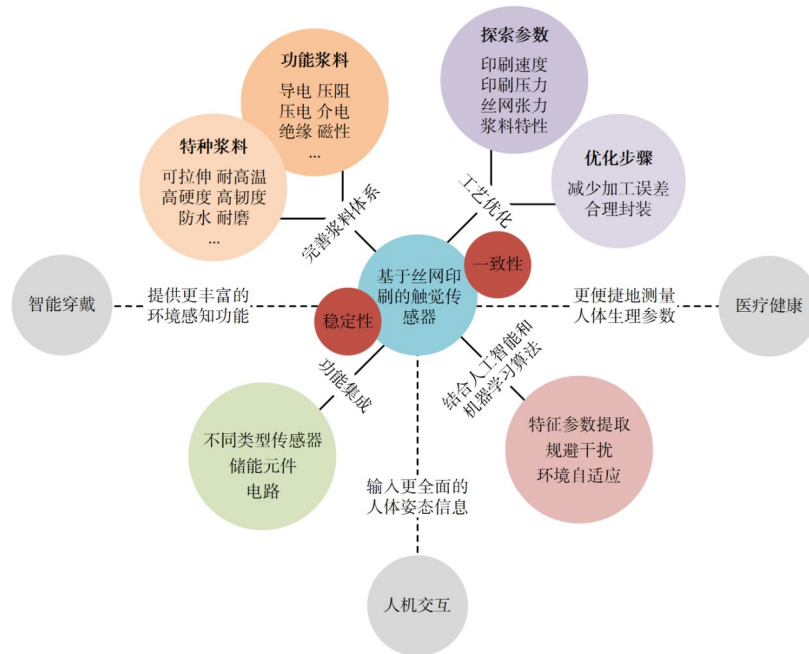 探索参数
印刷速度
印刷压力
丝网张力
浆料特性
功能浆料
导电 压阻
压电 介电
绝缘 磁性
...
特种浆料
可拉伸 耐高温
高硬度 高韧度
防水 耐磨
...
优化步骤
减少加工误差
合理封装
完善浆料体系
工艺优化
基于丝网印
刷的触觉传
感器
一致性
稳定性
智能穿戴
提供更丰富的
环境感知功能
更便捷地测量
人体生理参数
医疗健康
功能集成
结合人工智能和
机器学习算法
不同类型传感器
储能元件
电路
特征参数提取
规避干扰
环境自适应
输入更全面的
人体姿态信息
人机交互